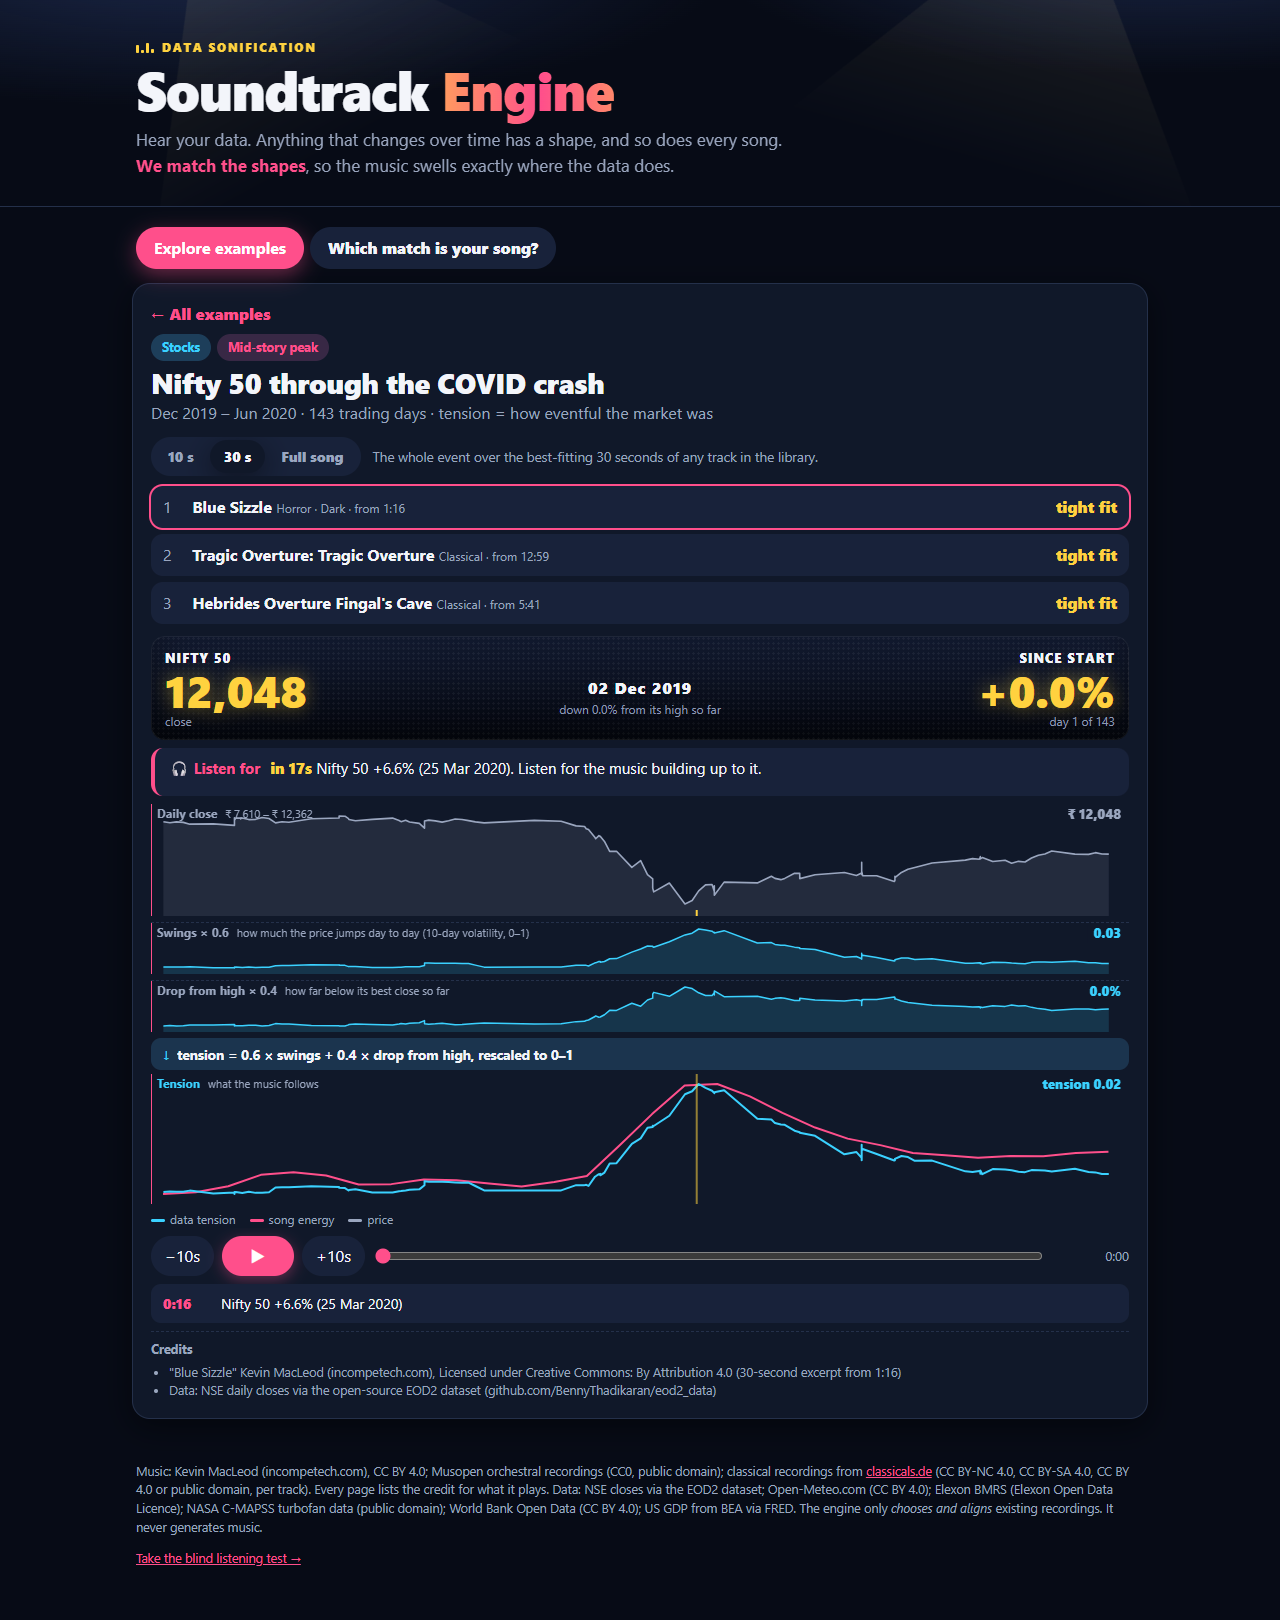 DATA SONIFICATION
Soundtrack Engine
Hear your data. Anything that changes over time has a shape, and so does every song.
We match the shapes, so the music swells exactly where the data does.
Explore examples
Which match is your song?
← All examples
Stocks
Mid-story peak
Nifty 50 through the COVID crash
Dec 2019 – Jun 2020 · 143 trading days · tension = how eventful the market was
10 s
30 s
Full song
The whole event over the best-fitting 30 seconds of any track in the library.
1 Blue Sizzle Horror · Dark · from 1:16 tight fit
2 Tragic Overture: Tragic Overture Classical · from 12:59 tight fit
3 Hebrides Overture Fingal's Cave Classical · from 5:41 tight fit
NIFTY 50
12,048
close
02 Dec 2019
down 0.0% from its high so far
SINCE START
+0.0%
day 1 of 143
🎧 Listen for in 17s Nifty 50 +6.6% (25 Mar 2020). Listen for the music building up to it.
Daily close ₹ 7,610 – ₹ 12,362 ₹ 12,048
Swings × 0.6 how much the price jumps day to day (10-day volatility, 0–1) 0.03
Drop from high × 0.4 how far below its best close so far 0.0%
↓ tension = 0.6 × swings + 0.4 × drop from high, rescaled to 0–1
Tension what the music follows tension 0.02
data tension song energy price
−10s
+10s
0:00
0:16 Nifty 50 +6.6% (25 Mar 2020)
Credits
• "Blue Sizzle" Kevin MacLeod (incompetech.com), Licensed under Creative Commons: By Attribution 4.0 (30-second excerpt from 1:16)
• Data: NSE daily closes via the open-source EOD2 dataset (github.com/BennyThadikaran/eod2_data)
Music: Kevin MacLeod (incompetech.com), CC BY 4.0; Musopen orchestral recordings (CC0, public domain); classical recordings from classicals.de (CC BY-NC 4.0, CC BY-SA 4.0, CC BY
4.0 or public domain, per track). Every page lists the credit for what it plays. Data: NSE closes via the EOD2 dataset; Open-Meteo.com (CC BY 4.0); Elexon BMRS (Elexon Open Data
Licence); NASA C-MAPSS turbofan data (public domain); World Bank Open Data (CC BY 4.0); US GDP from BEA via FRED. The engine only chooses and aligns existing recordings. It
never generates music.
Take the blind listening test →